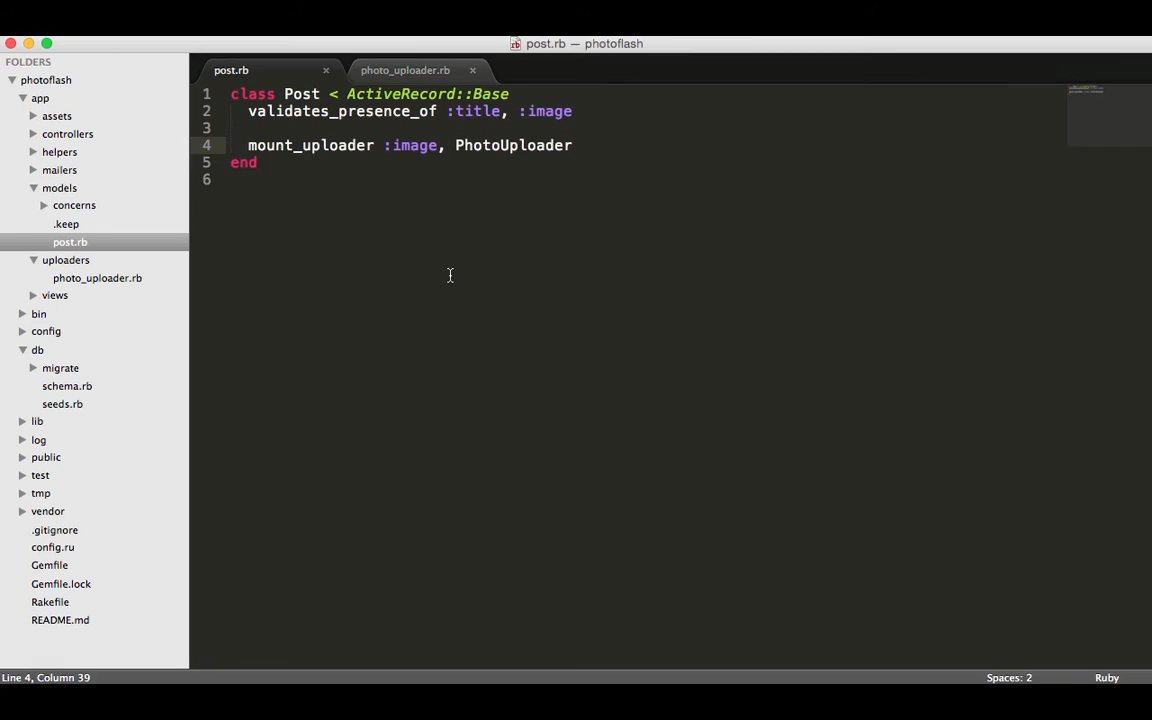 post.rb — photoflash
FOLDERS
photoflash
app
assets
controllers
helpers
mailers
models
concerns
.keep
post.rb
uploaders
photo_uploader.rb
views
bin
config
db
migrate
schema.rb
seeds.rb
lib
log
public
test
tmp
vendor
.gitignore
config.ru
Gemfile
Gemfile.lock
Rakefile
README.md
post.rb × photo_uploader.rb ×
1 class Post < ActiveRecord::Base
2 validates_presence_of :title, :image
3
4 mount_uploader :image, PhotoUploader
5 end
6
Line 4, Column 39 Spaces: 2 Ruby